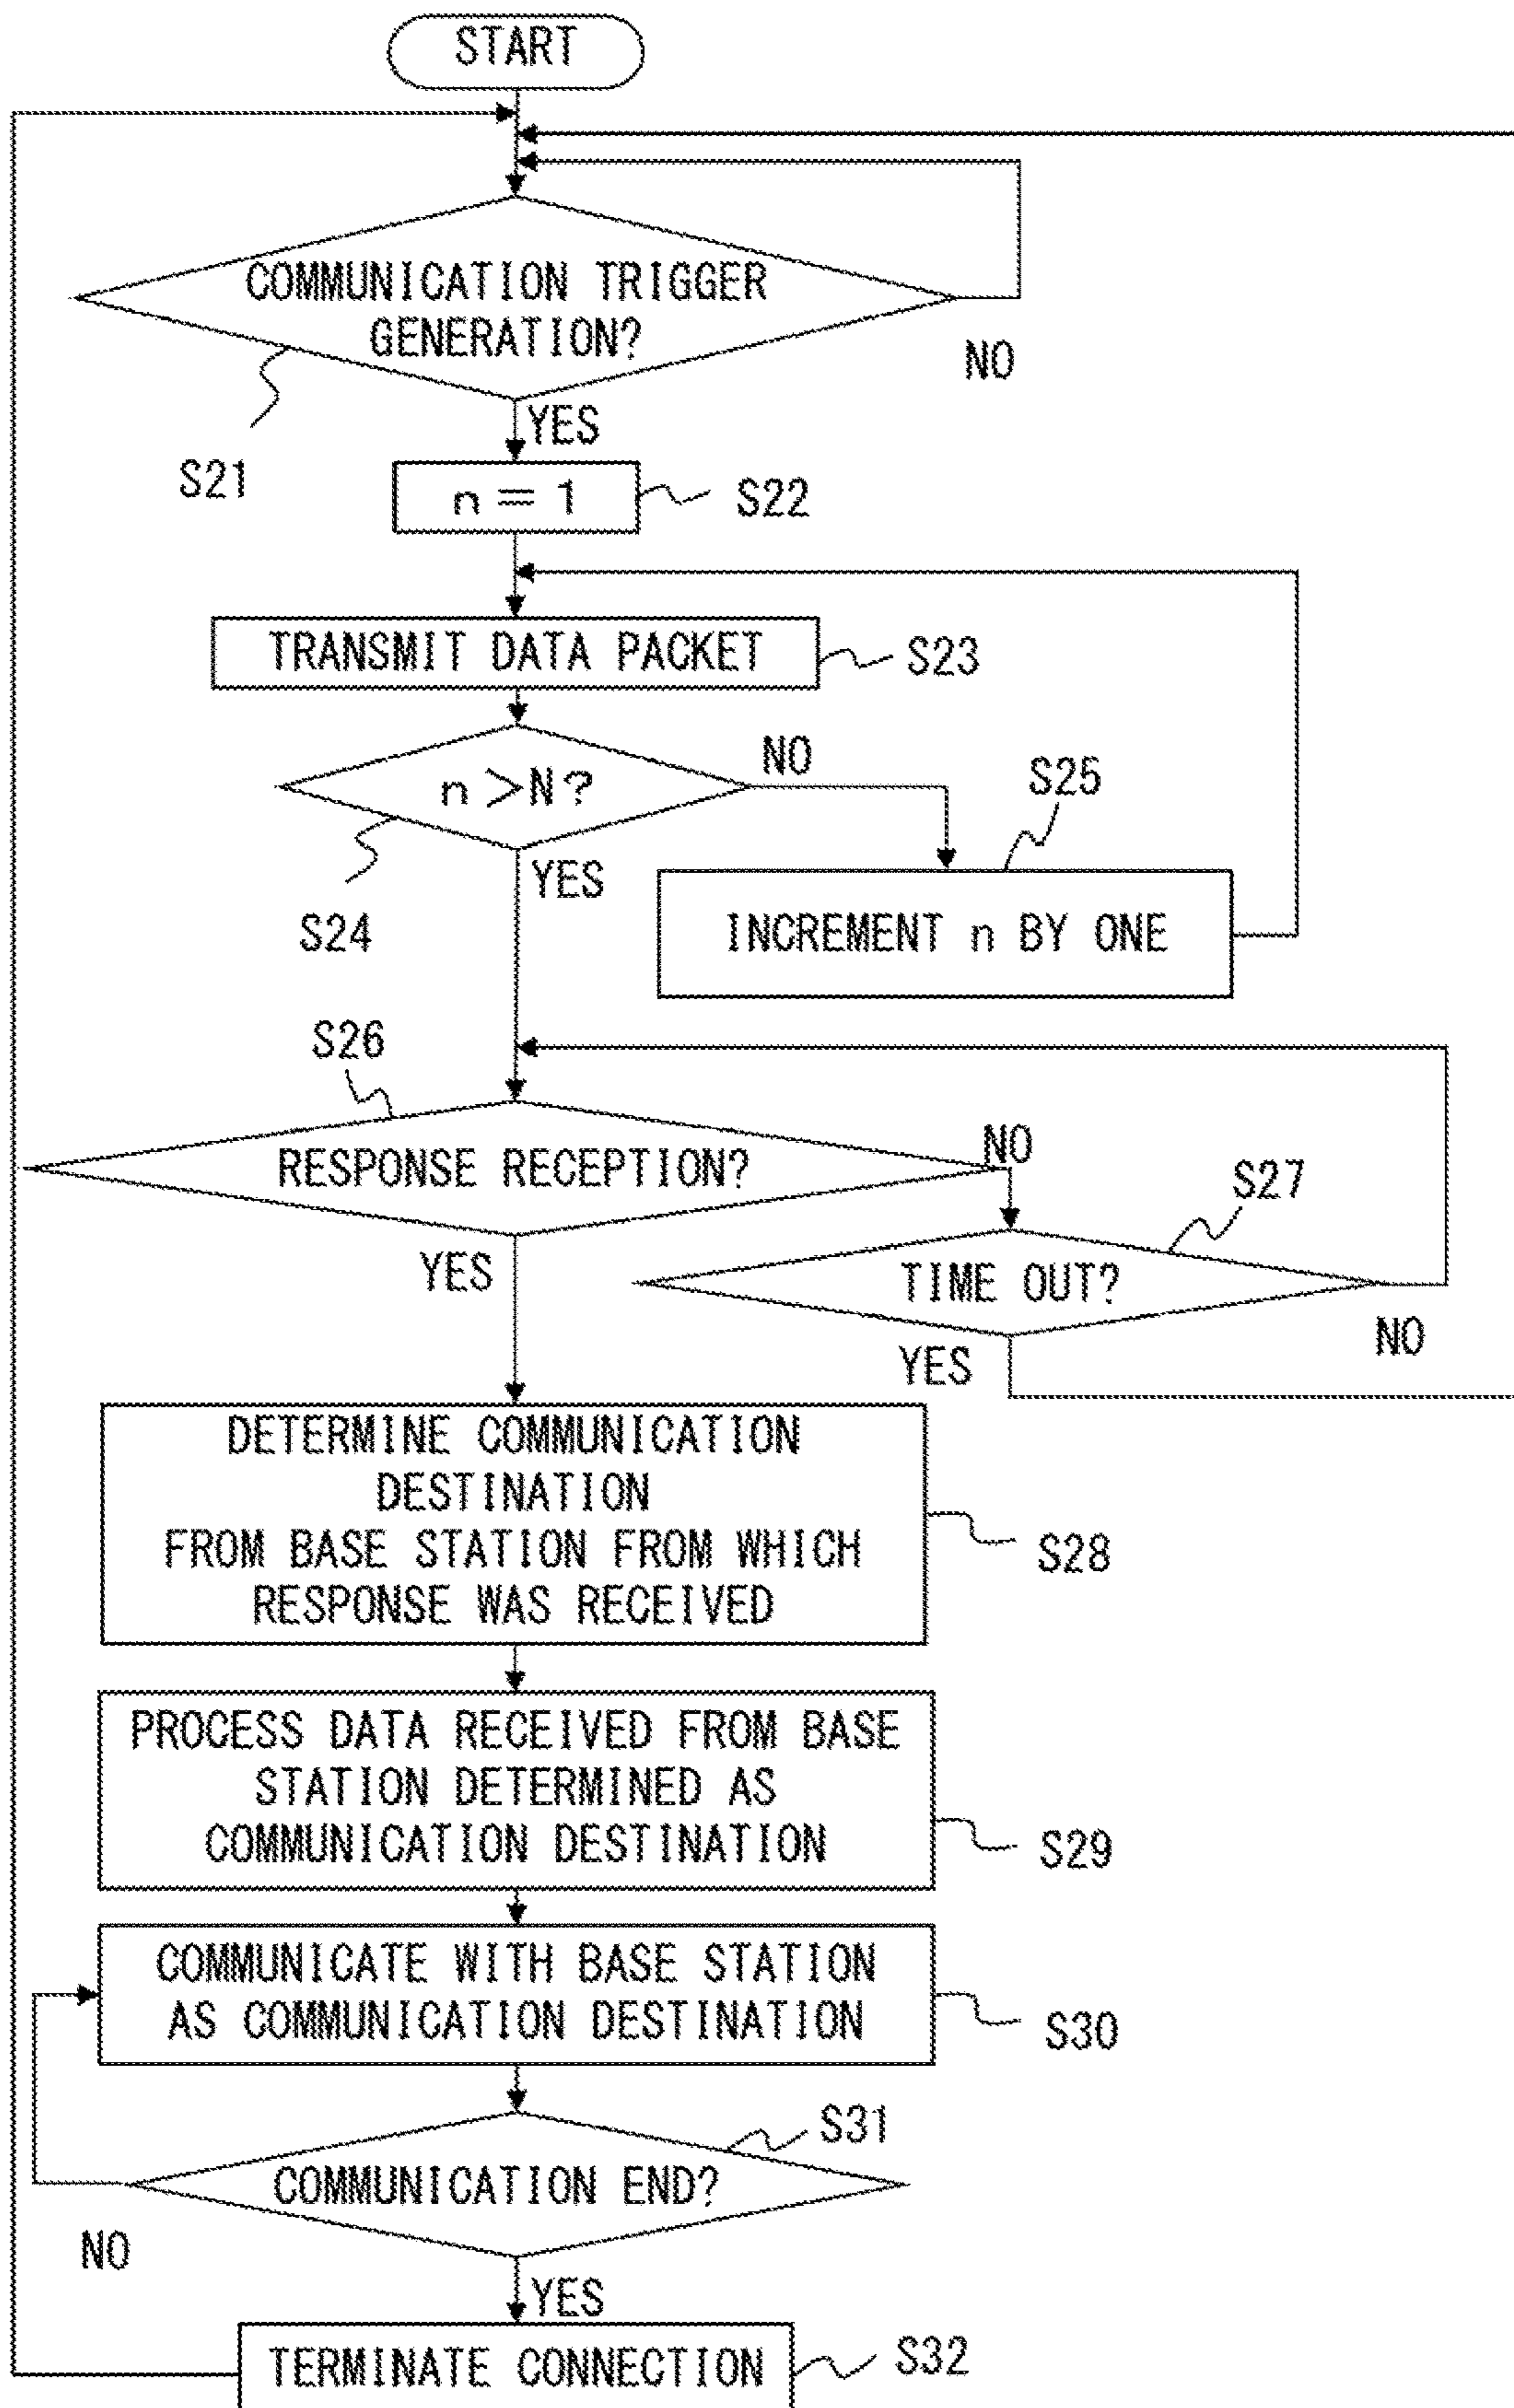 START
COMMUNICATION TRIGGER
GENERATION?
NO
YES
S21
n = 1
S22
TRANSMIT DATA PACKET
S23
n >N?
NO
S25
YES
S24
INCREMENT n BY ONE
S26
RESPONSE RECEPTION?
NO
S27
YES
TIME OUT?
NO
YES
DETERMINE COMMUNICATION
DESTINATION
FROM BASE STATION FROM WHICH
RESPONSE WAS RECEIVED
S28
PROCESS DATA RECEIVED FROM BASE
STATION DETERMINED AS
COMMUNICATION DESTINATION
S29
COMMUNICATE WITH BASE STATION
AS COMMUNICATION DESTINATION
S30
S31
COMMUNICATION END?
NO
YES
TERMINATE CONNECTION
S32